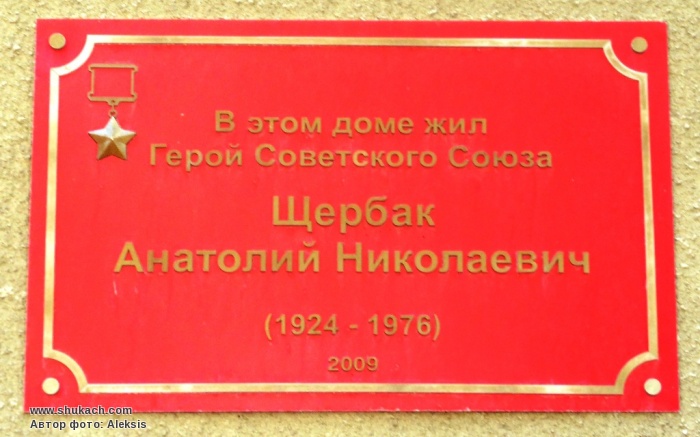 В этом доме жил
Герой Советского Союза
Щербак
Анатолий Николаевич
(1924 - 1976)
2009
www.shukach.com
Автор фото: Aleksis